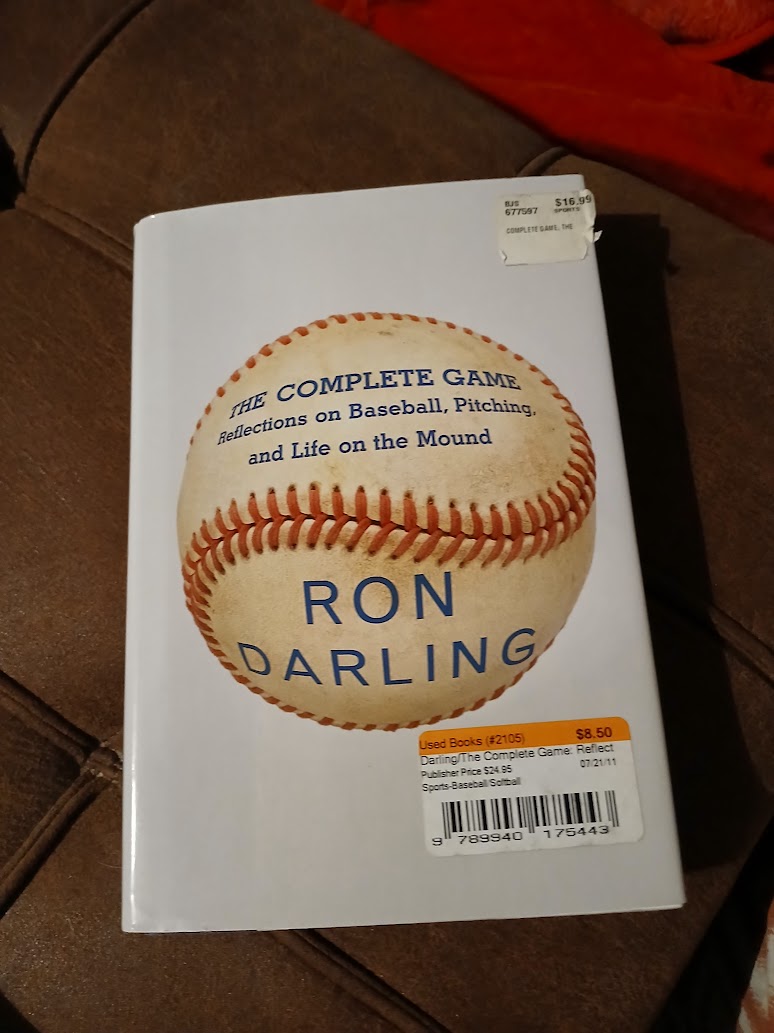 BJS $16.99
677597 SPORTS
COMPLETE GAME, THE
THE COMPLETE GAME
Reflections on Baseball, Pitching,
and Life on the Mound
RON
DARLING
Used Books (#2105) $8.50
Darling/The Complete Game: Reflect
Publisher Price $24.95 07/21/11
Sports-Baseball/Softball
9 789940 175443